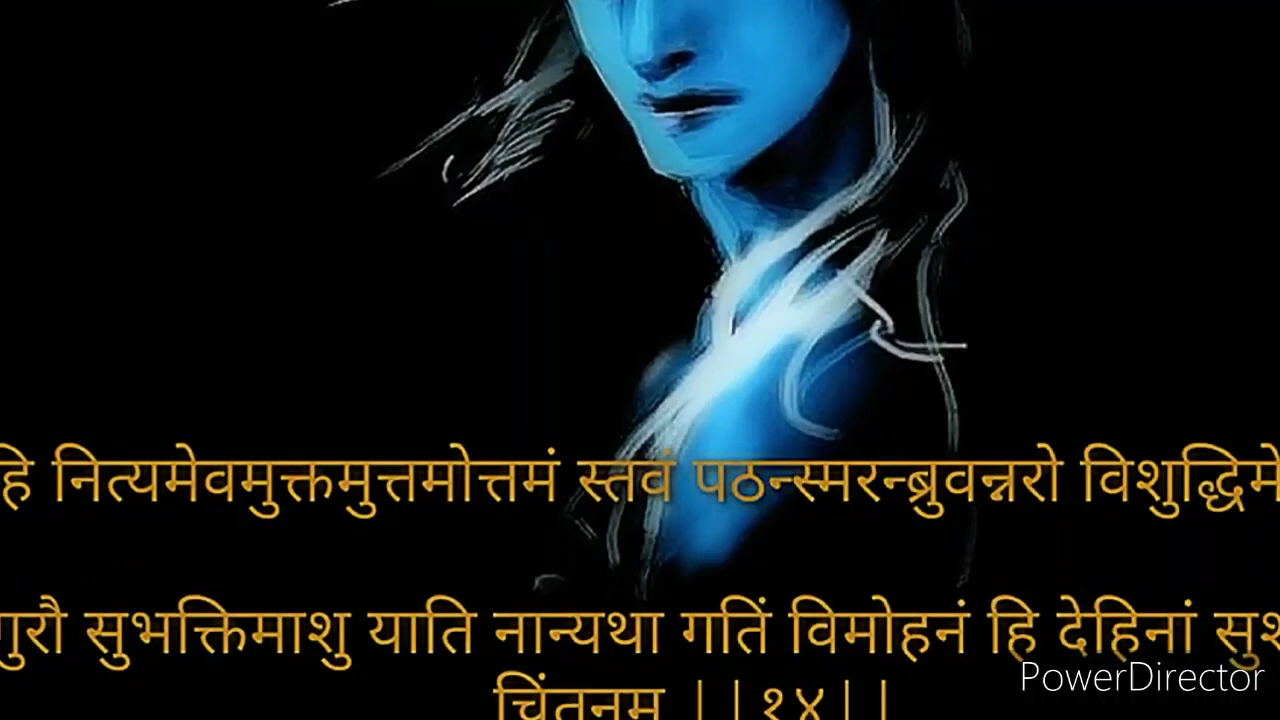 हि नित्यमेवमुक्तमुत्तमोत्तमं स्तवं पठन्स्मरन्ब्रुवन्नरो विशुद्धिमे
गुरौ सुभक्तिमाशु याति नान्यथा गतिं विमोहनं हि देहिनां सुश
चिंतनम ||१४||
PowerDirector